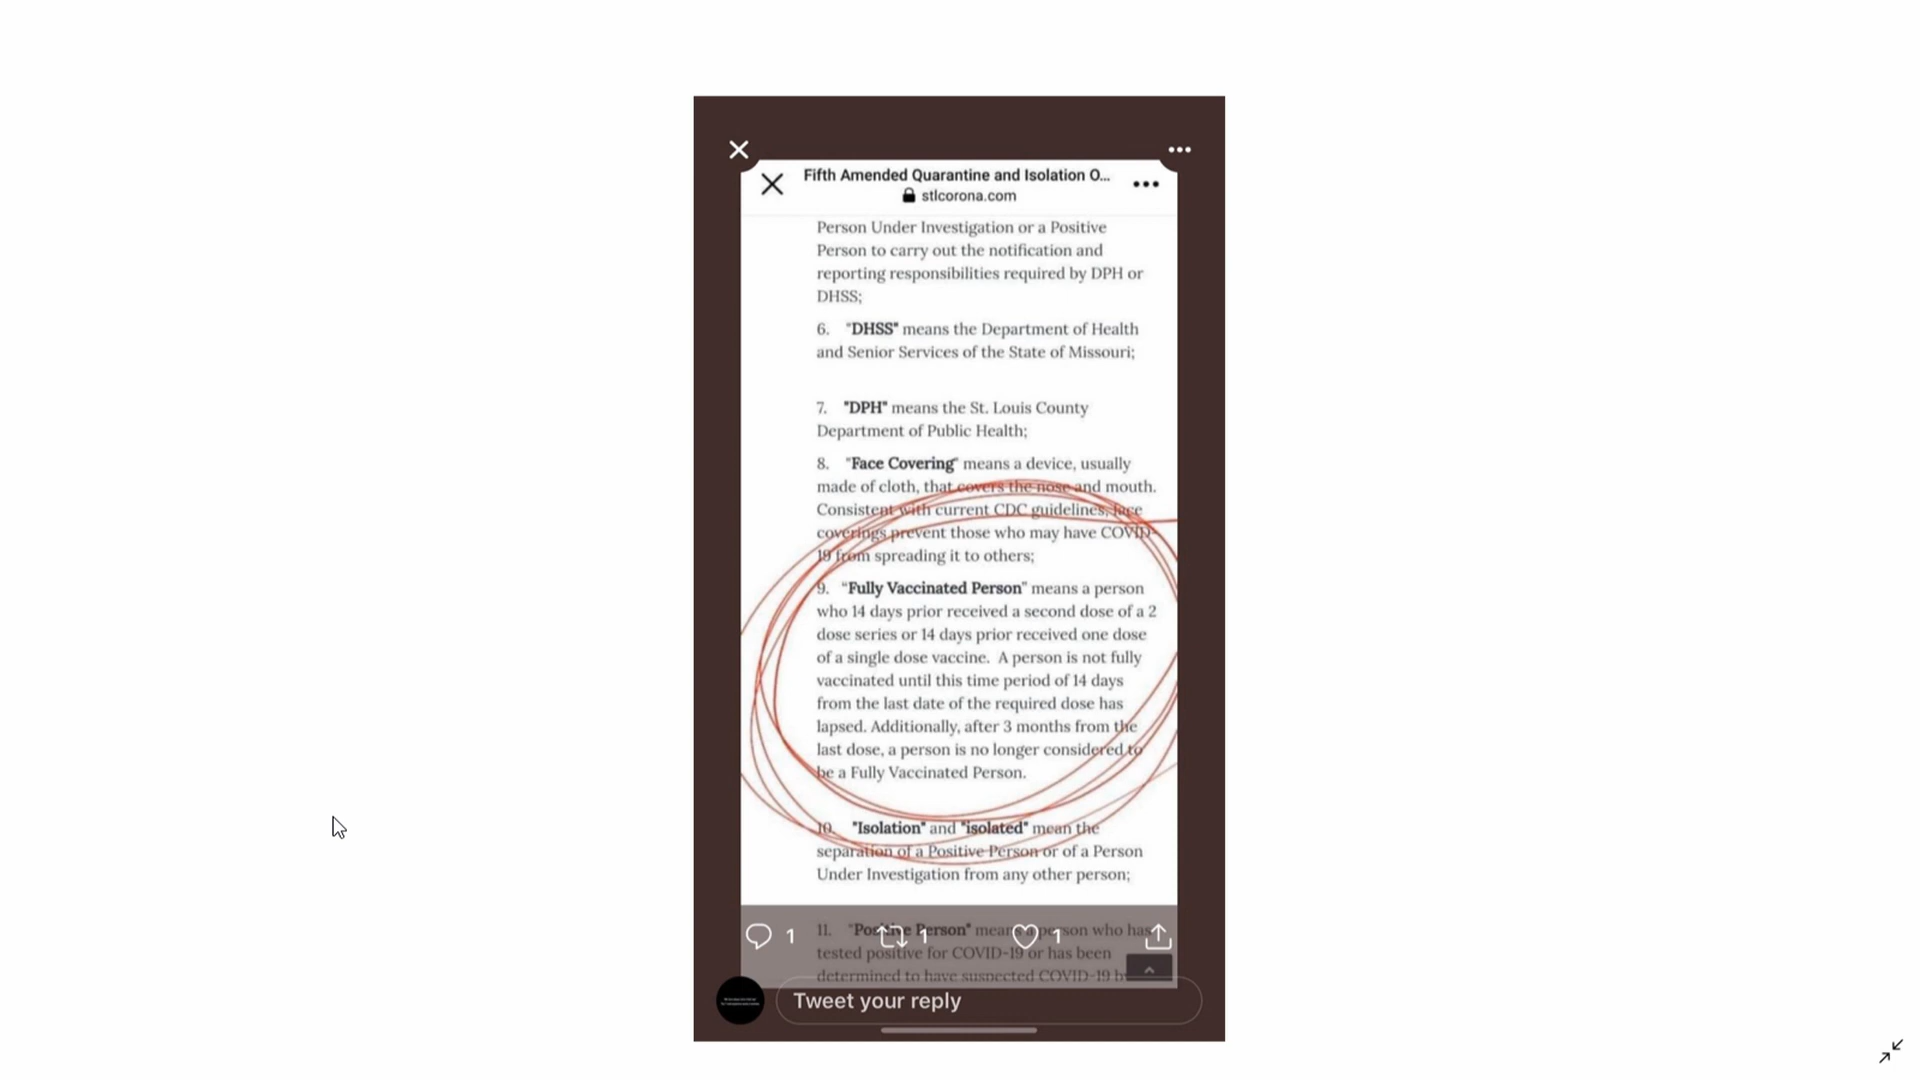 Fifth Amended Quarantine and Isolation O...
stlcorona.com
Person Under Investigation or a Positive
Person to carry out the notification and
reporting responsibilities required by DPH or
DHSS;
6. "DHSS" means the Department of Health
and Senior Services of the State of Missouri;
7. "DPH" means the St. Louis County
Department of Public Health;
8. "Face Covering" means a device, usually
made of cloth, that covers the nose and mouth.
Consistent with current CDC guidelines, face
coverings prevent those who may have COVID-
19 from spreading it to others;
9. “Fully Vaccinated Person” means a person
who 14 days prior received a second dose of a 2
dose series or 14 days prior received one dose
of a single dose vaccine. A person is not fully
vaccinated until this time period of 14 days
from the last date of the required dose has
lapsed. Additionally, after 3 months from the
last dose, a person is no longer considered to
be a Fully Vaccinated Person.
10. "Isolation" and "isolated" mean the
separation of a Positive Person or of a Person
Under Investigation from any other person;
11. "Positive Person" means a person who has
tested positive for COVID-19 or has been
determined to have suspected COVID-19 b
1 1 1
Tweet your reply